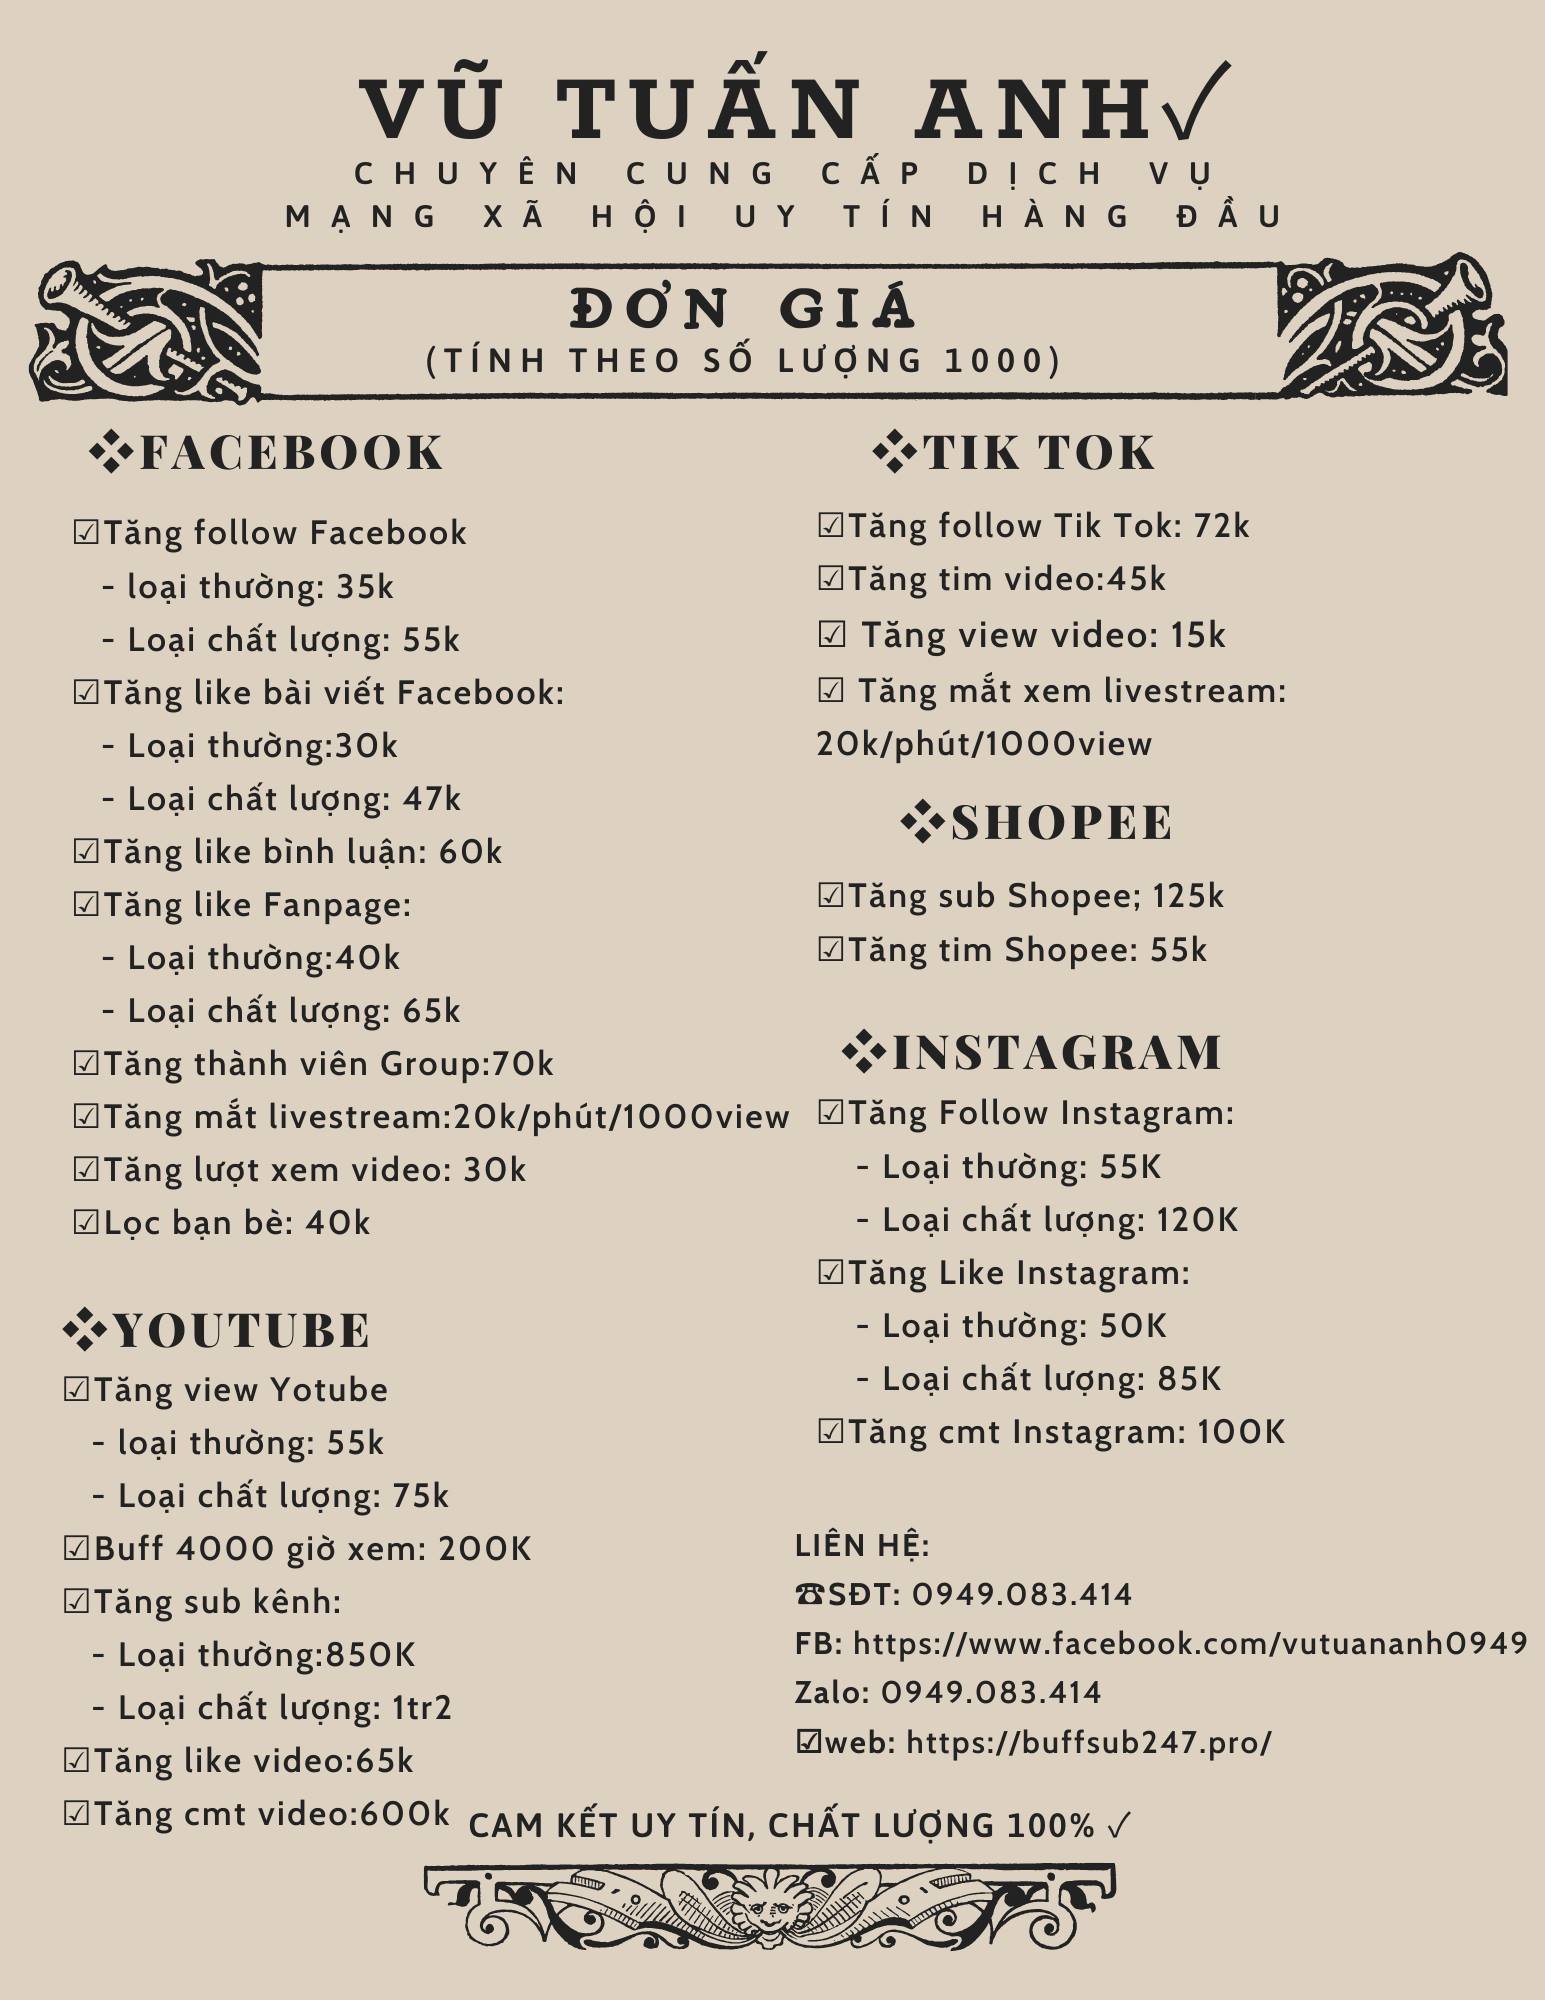 VŨ TUẤN ANH✓
CHUYÊN CUNG CẤP DỊCH VỤ
MẠNG XÃ HỘI UY TÍN HÀNG ĐẦU
ĐƠN GIÁ
(TÍNH THEO SỐ LƯỢNG 1000)
❖FACEBOOK
☑Tăng follow Facebook
- loại thường: 35k
- Loại chất lượng: 55k
☑Tăng like bài viết Facebook:
- Loại thường:30k
- Loại chất lượng: 47k
☑Tăng like bình luận: 60k
☑Tăng like Fanpage:
- Loại thường:40k
- Loại chất lượng: 65k
☑Tăng thành viên Group:70k
☑Tăng mắt livestream:20k/phút/1000view
☑Tăng lượt xem video: 30k
☑Lọc bạn bè: 40k
❖YOUTUBE
☑Tăng view Yotube
- loại thường: 55k
- Loại chất lượng: 75k
☑Buff 4000 giờ xem: 200K
☑Tăng sub kênh:
- Loại thường:850K
- Loại chất lượng: 1tr2
☑Tăng like video:65k
☑Tăng cmt video:600k
❖TIK TOK
☑Tăng follow Tik Tok: 72k
☑Tăng tim video:45k
☑ Tăng view video: 15k
☑ Tăng mắt xem livestream:
20k/phút/1000view
❖SHOPEE
☑Tăng sub Shopee; 125k
☑Tăng tim Shopee: 55k
❖INSTAGRAM
☑Tăng Follow Instagram:
- Loại thường: 55K
- Loại chất lượng: 120K
☑Tăng Like Instagram:
- Loại thường: 50K
- Loại chất lượng: 85K
☑Tăng cmt Instagram: 100K
LIÊN HỆ:
☎SĐT: 0949.083.414
FB: https://www.facebook.com/vutuananh0949
Zalo: 0949.083.414
☑web: https://buffsub247.pro/
CAM KẾT UY TÍN, CHẤT LƯỢNG 100% ✓